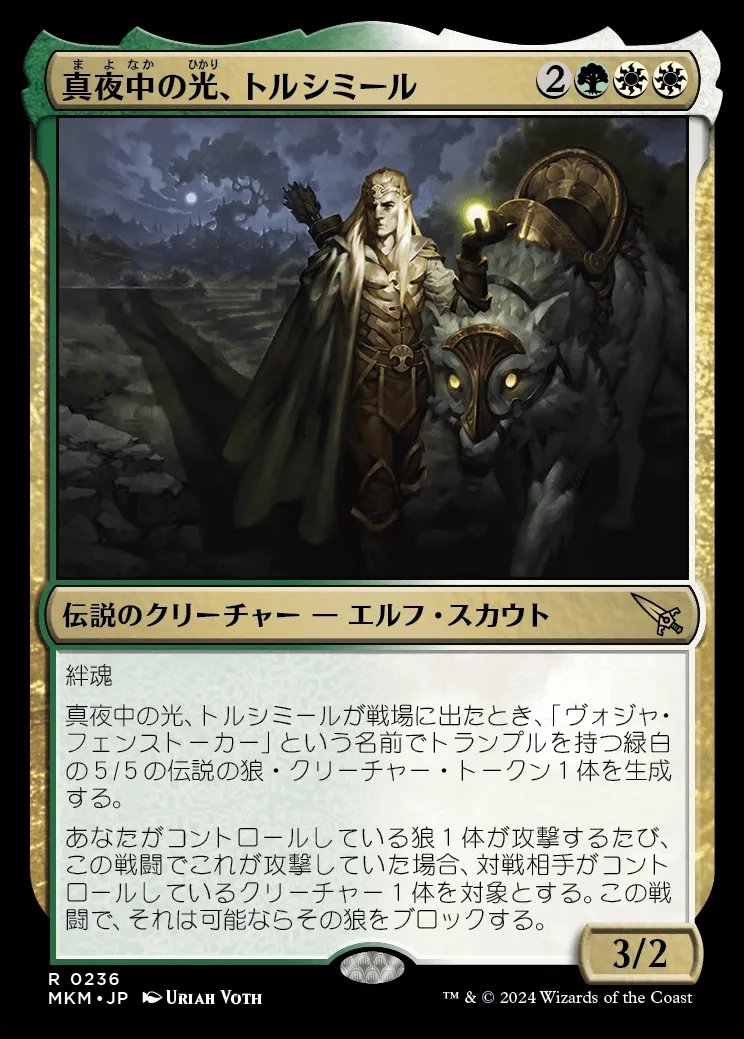 真夜中の光、トルシミール 2
まよなか ひかり
伝説のクリーチャー — エルフ・スカウト
絆魂
真夜中の光、トルシミールが戦場に出たとき、「ヴォジャ・
フェンストーカー」という名前でトランプルを持つ緑白
の5/5の伝説の狼・クリーチャー・トークン1体を生成
する。
あなたがコントロールしている狼1体が攻撃するたび、
この戦闘でこれが攻撃していた場合、対戦相手がコント
ロールしているクリーチャー1体を対象とする。この戦
闘で、それは可能ならその狼をブロックする。
3/2
R 0236
MKM・JP Uriah Voth
™ & © 2024 Wizards of the Coast